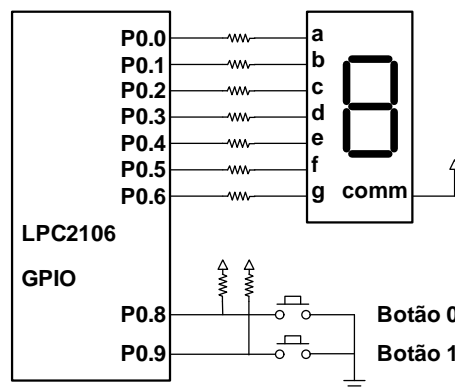 P0.0 a
P0.1 b
P0.2 c
P0.3 d
P0.4 e
P0.5 f
P0.6 g comm
LPC2106
GPIO
P0.8 Botão 0
P0.9 Botão 1